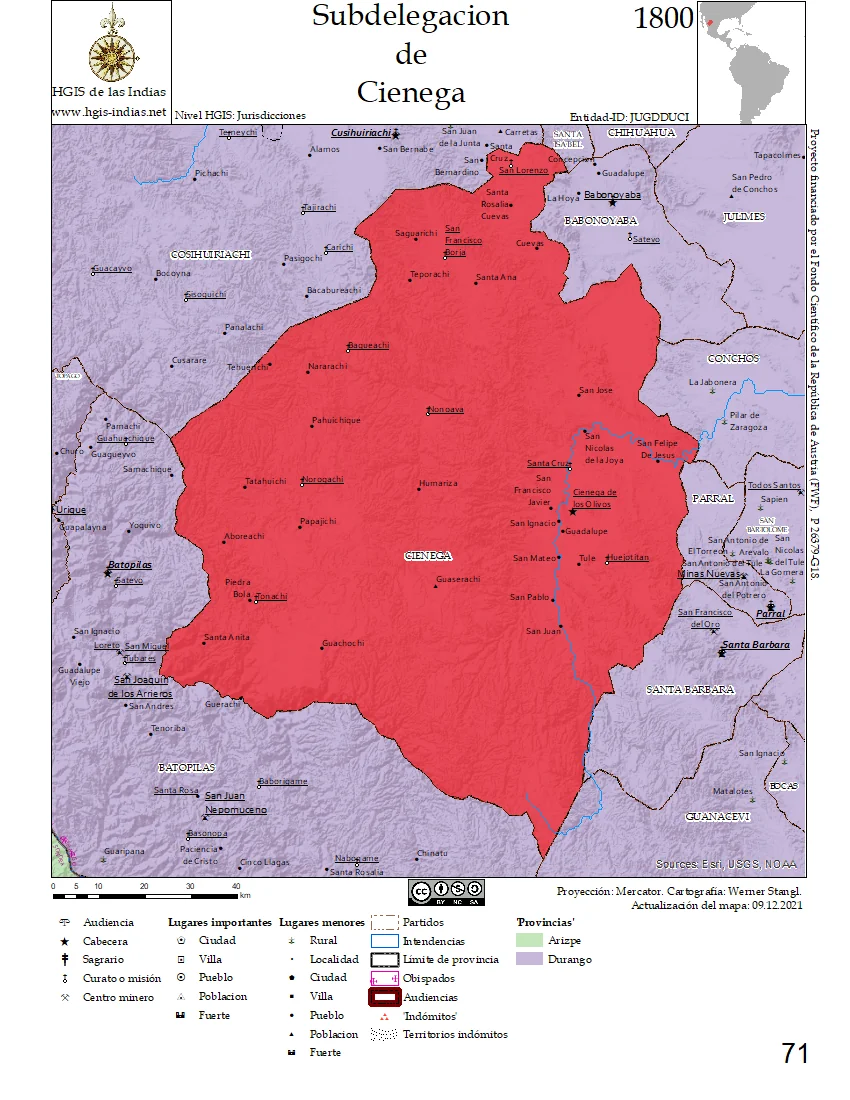 Subdelegacion
de
Cienega
1800
HGIS de las Indias
www.hgis-indias.net
Nivel HGIS: Jurisdicciones
Entidad-ID: JUGDDUCI
Temeychi
Cusihuiriachi
San Juan
de la Junta
Carretas
SANTA
ISABEL
CHIHUAHUA
Alamos
San Bernabe
Santa
Cruz
San
Bernardino
San Lorenzo
Concepcion
Guadalupe
Tapacolmes
Pichachi
San Pedro
de Conchos
Santa
Rosalia
Cuevas
La Hoya
Babonoyaba
BABONOYABA
JULIMES
Tajirachi
Saguarichi
San
Francisco
Borja
Cuevas
Satevo
Carichi
COSIHUIRIACHI
Pasigochi
Guacayvo
Bocoyna
Teporachi
Santa Ana
Sisoquichi
Bacabureachi
Panalachi
Baqueachi
Cusarare
Tehuerichi
Nararachi
CONCHOS
La Jabonera
San Jose
Nonoava
Pilar de
Zaragoza
Pamachi
Guahuachique
Pahuichique
San
Nicolas
de la Joya
San Felipe
De Jesus
Churo
Guagueyvo
Samachique
Santa Cruz
Tatahuichi
Norogachi
Humariza
San
Francisco
Javier
Cienega de
los Olivos
PARRAL
Todos Santos
Sapien
Urique
Guapalayna
Yoquivo
Papajichi
San Ignacio
Guadalupe
SAN
BARTOLOME
Aboreachi
San Antonio de
Arevalo
San
Nicolas
del Tule
El Torreon
CIENEGA
San Mateo
Tule
Huejotitan
San Antonio del Tule
Minas Nuevas
La Gomera
Batopilas
Satevo
Piedra
Bola
Tonachi
Guaserachi
San Pablo
San Antonio
del Potrero
San Francisco
del Oro
Parral
San Ignacio
Loreto
San Miguel
Tubares
Santa Anita
Guachochi
San Juan
Santa Barbara
Guadalupe
Viejo
San Joaquin
de los Arrieros
San Andres
Guerachi
SANTA BARBARA
Tenoriba
BATOPILAS
San Ignacio
Santa Rosa
San Juan
Nepomuceno
Baborigame
Matalotes
BOCAS
GUANACEVI
Basonopa
Guaripana
Paciencia
de Cristo
Cinco Llagas
Nabogame
Santa Rosalia
Chinatu
Sources: Esri, USGS, NOAA
Proyecto financiado por el Fondo Científico de la República de Austria (FWF), P 26379-G18.
0 5 10 20 30 40
km
CC BY NC SA
Proyección: Mercator. Cartografía: Werner Stangl.
Actualización del mapa: 09.12.2021
Audiencia
Cabecera
Sagrario
Curato o misión
Centro minero
Lugares importantes
Ciudad
Villa
Pueblo
Poblacion
Fuerte
Lugares menores
Rural
Localidad
Ciudad
Villa
Pueblo
Poblacion
Fuerte
Partidos
Intendencias
Límite de provincia
Obispados
Audiencias
'Indómitos'
Territorios indómitos
'Provincias'
Arizpe
Durango
71